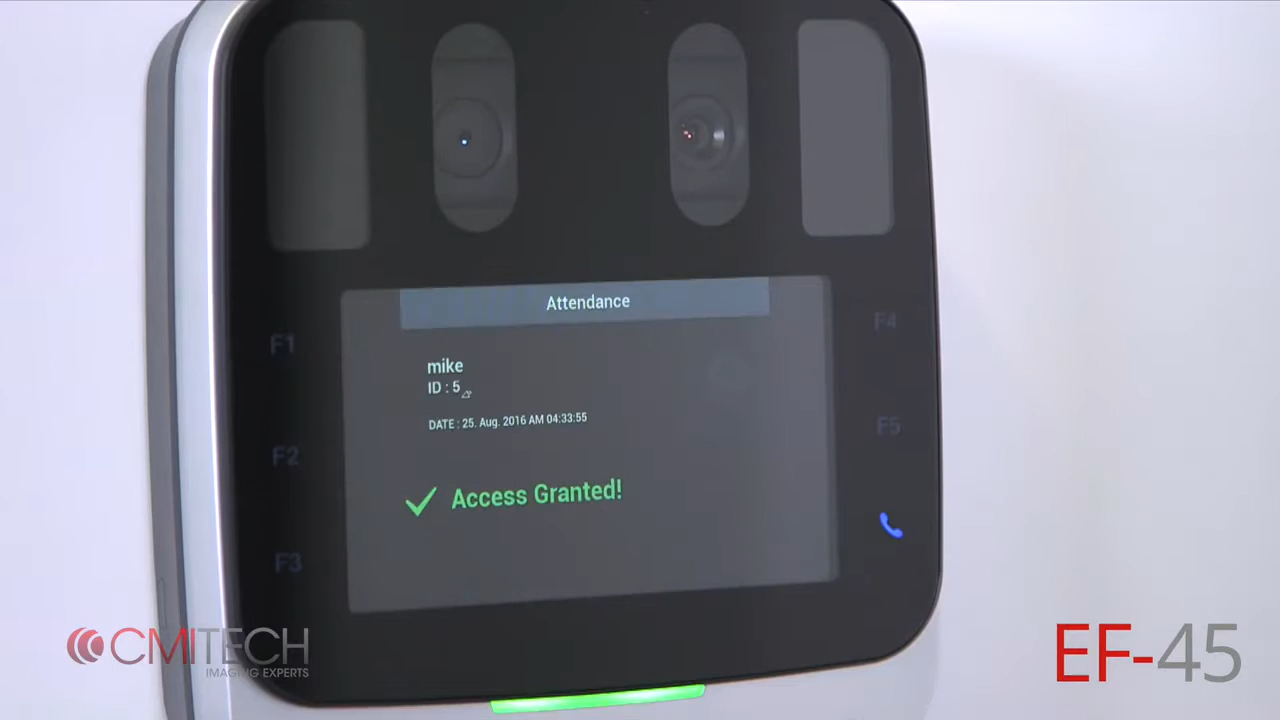 Attendance
mike
ID : 5
DATE : 25. Aug. 2016 AM 04:33:55
Access Granted!
F1
F2
F3
F4
F5
CMITECH
IMAGING EXPERTS
EF-45